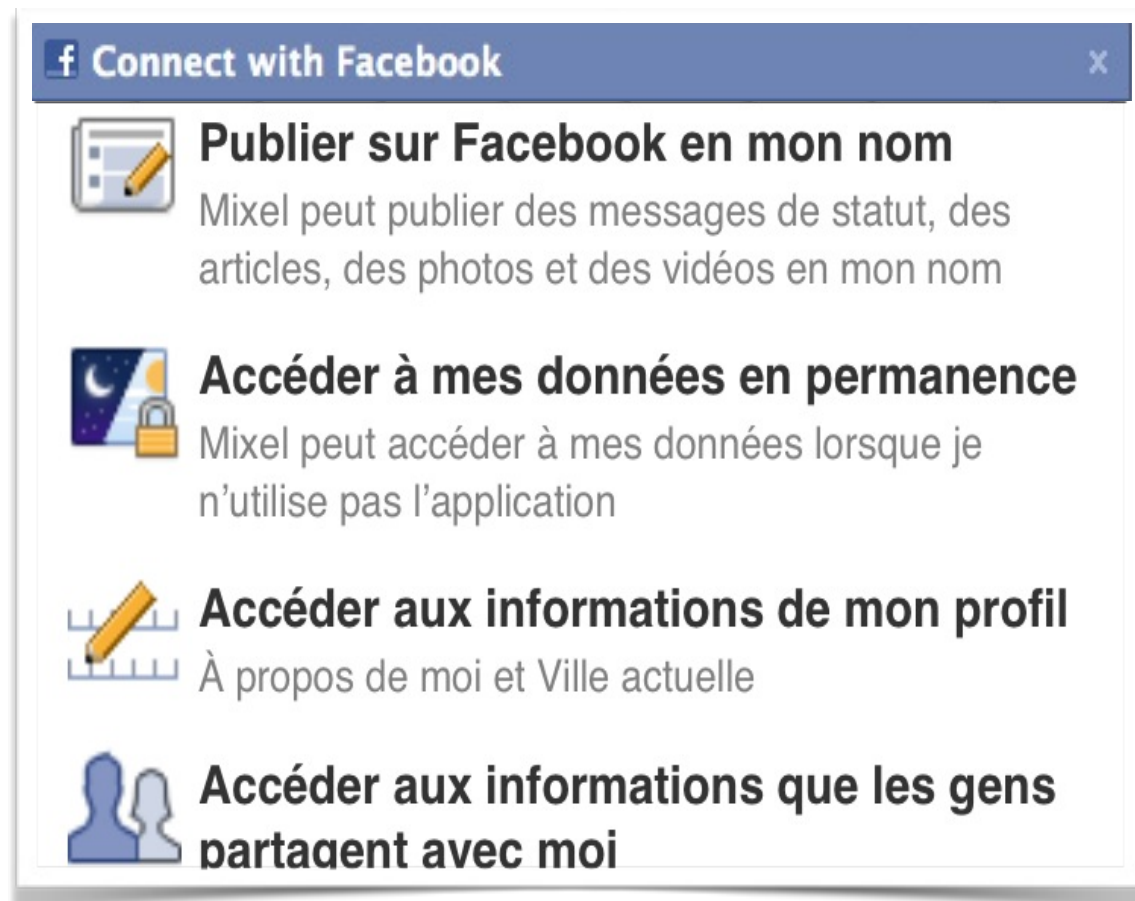 f Connect with Facebook x
Publier sur Facebook en mon nom
Mixel peut publier des messages de statut, des
articles, des photos et des vidéos en mon nom
Accéder à mes données en permanence
Mixel peut accéder à mes données lorsque je
n’utilise pas l’application
Accéder aux informations de mon profil
À propos de moi et Ville actuelle
Accéder aux informations que les gens
partagent avec moi